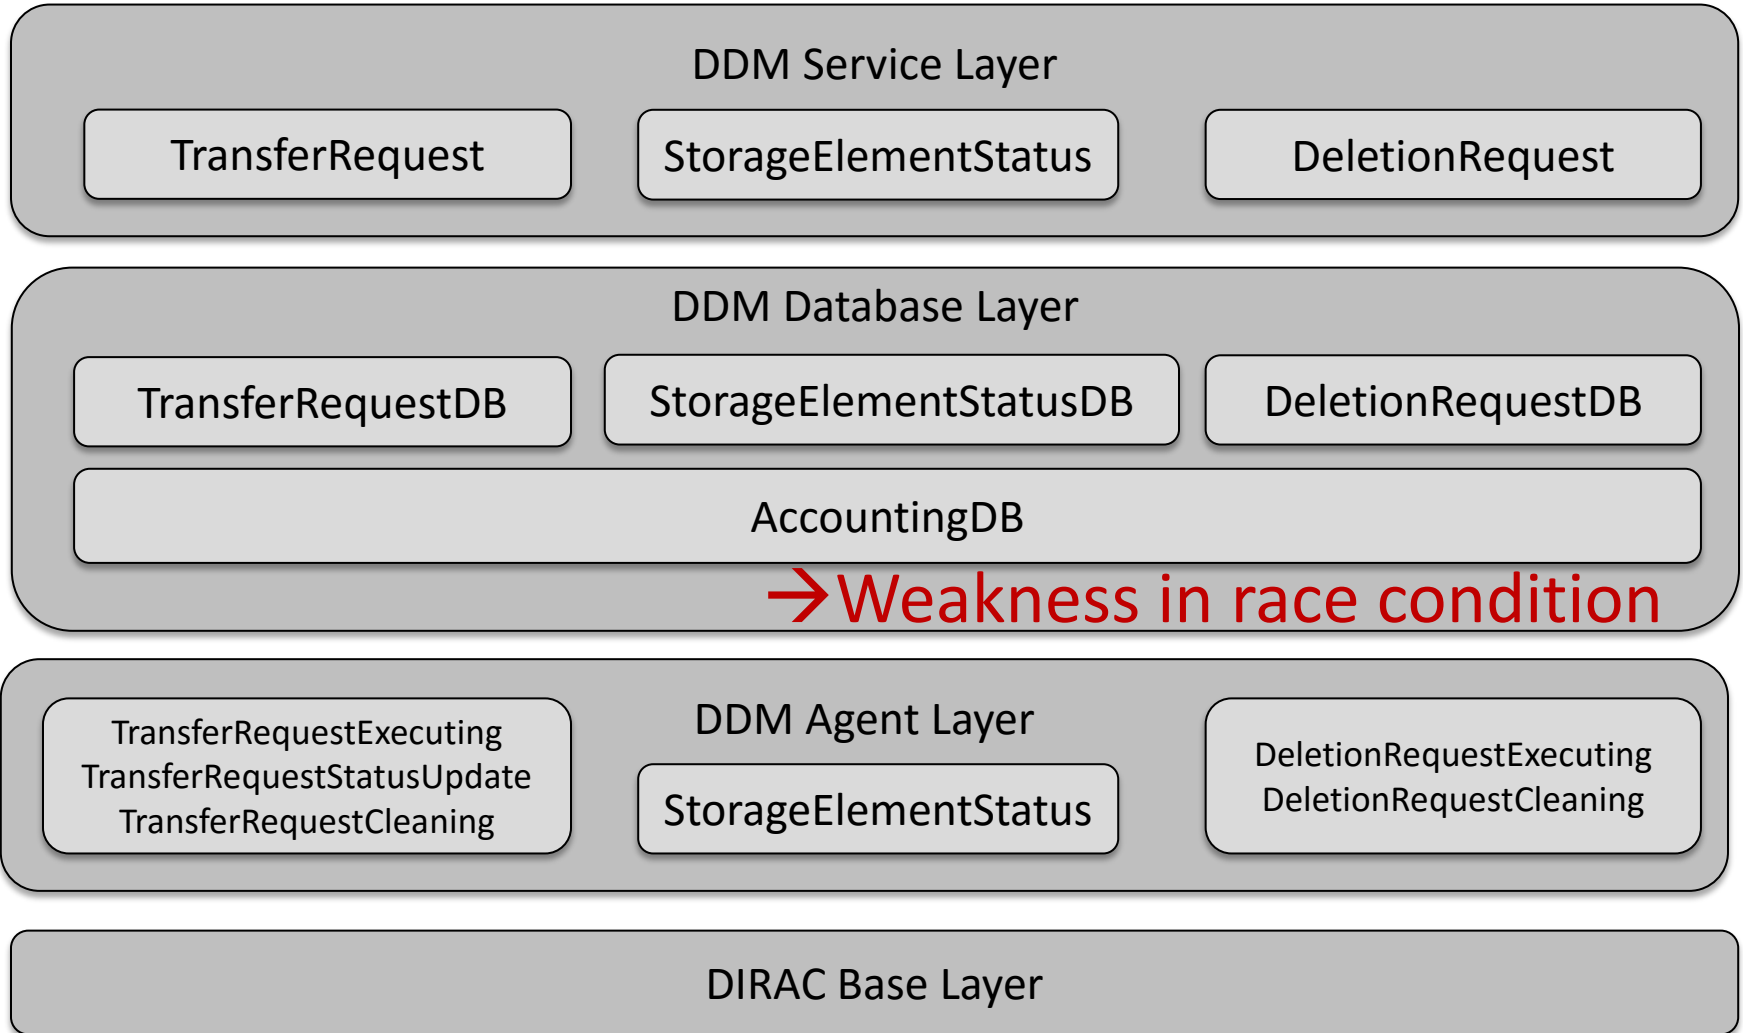 DDM Service Layer
TransferRequest
StorageElementStatus
DeletionRequest
DDM Database Layer
TransferRequestDB
StorageElementStatusDB
DeletionRequestDB
AccountingDB
→Weakness in race condition
DDM Agent Layer
TransferRequestExecuting
TransferRequestStatusUpdate
TransferRequestCleaning
StorageElementStatus
DeletionRequestExecuting
DeletionRequestCleaning
DIRAC Base Layer